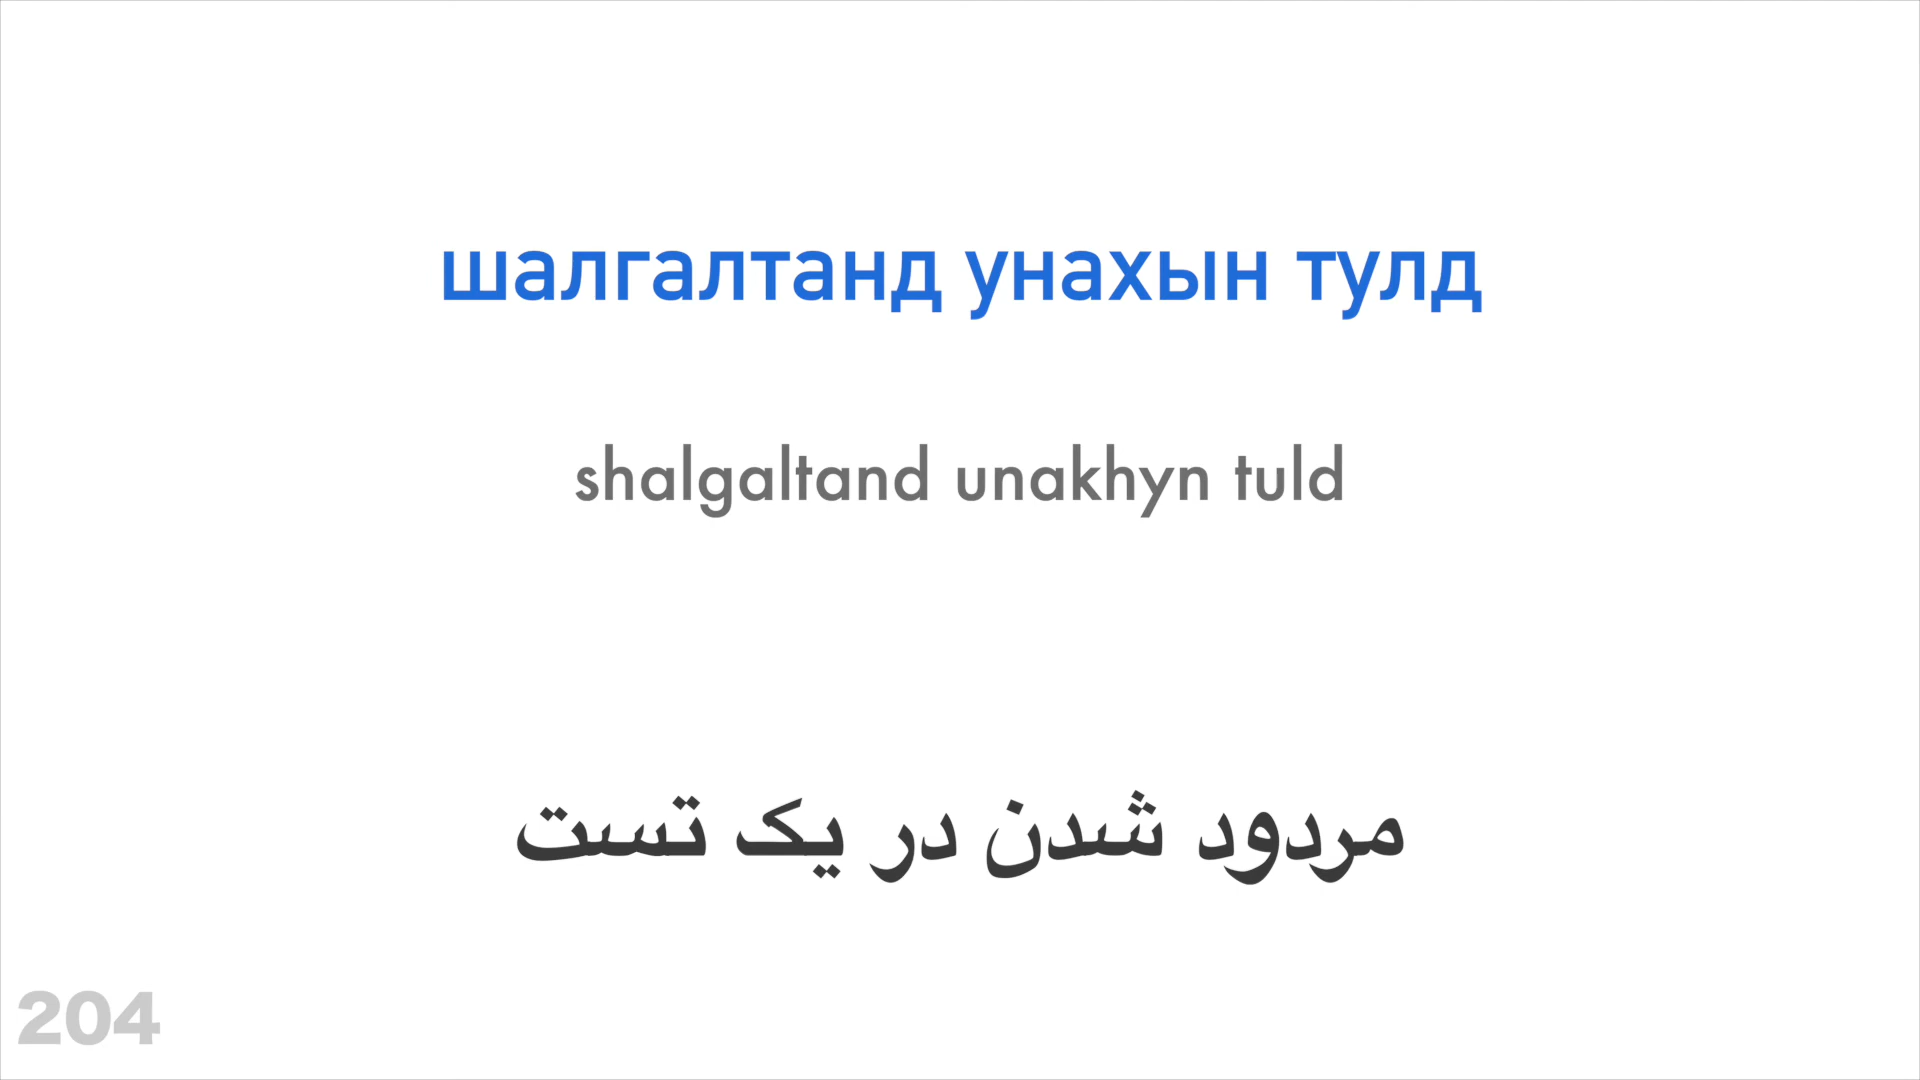 шалгалтанд унахын тулд
shalgaltand unakhyn tuld
مردود شدن در یک تست
204